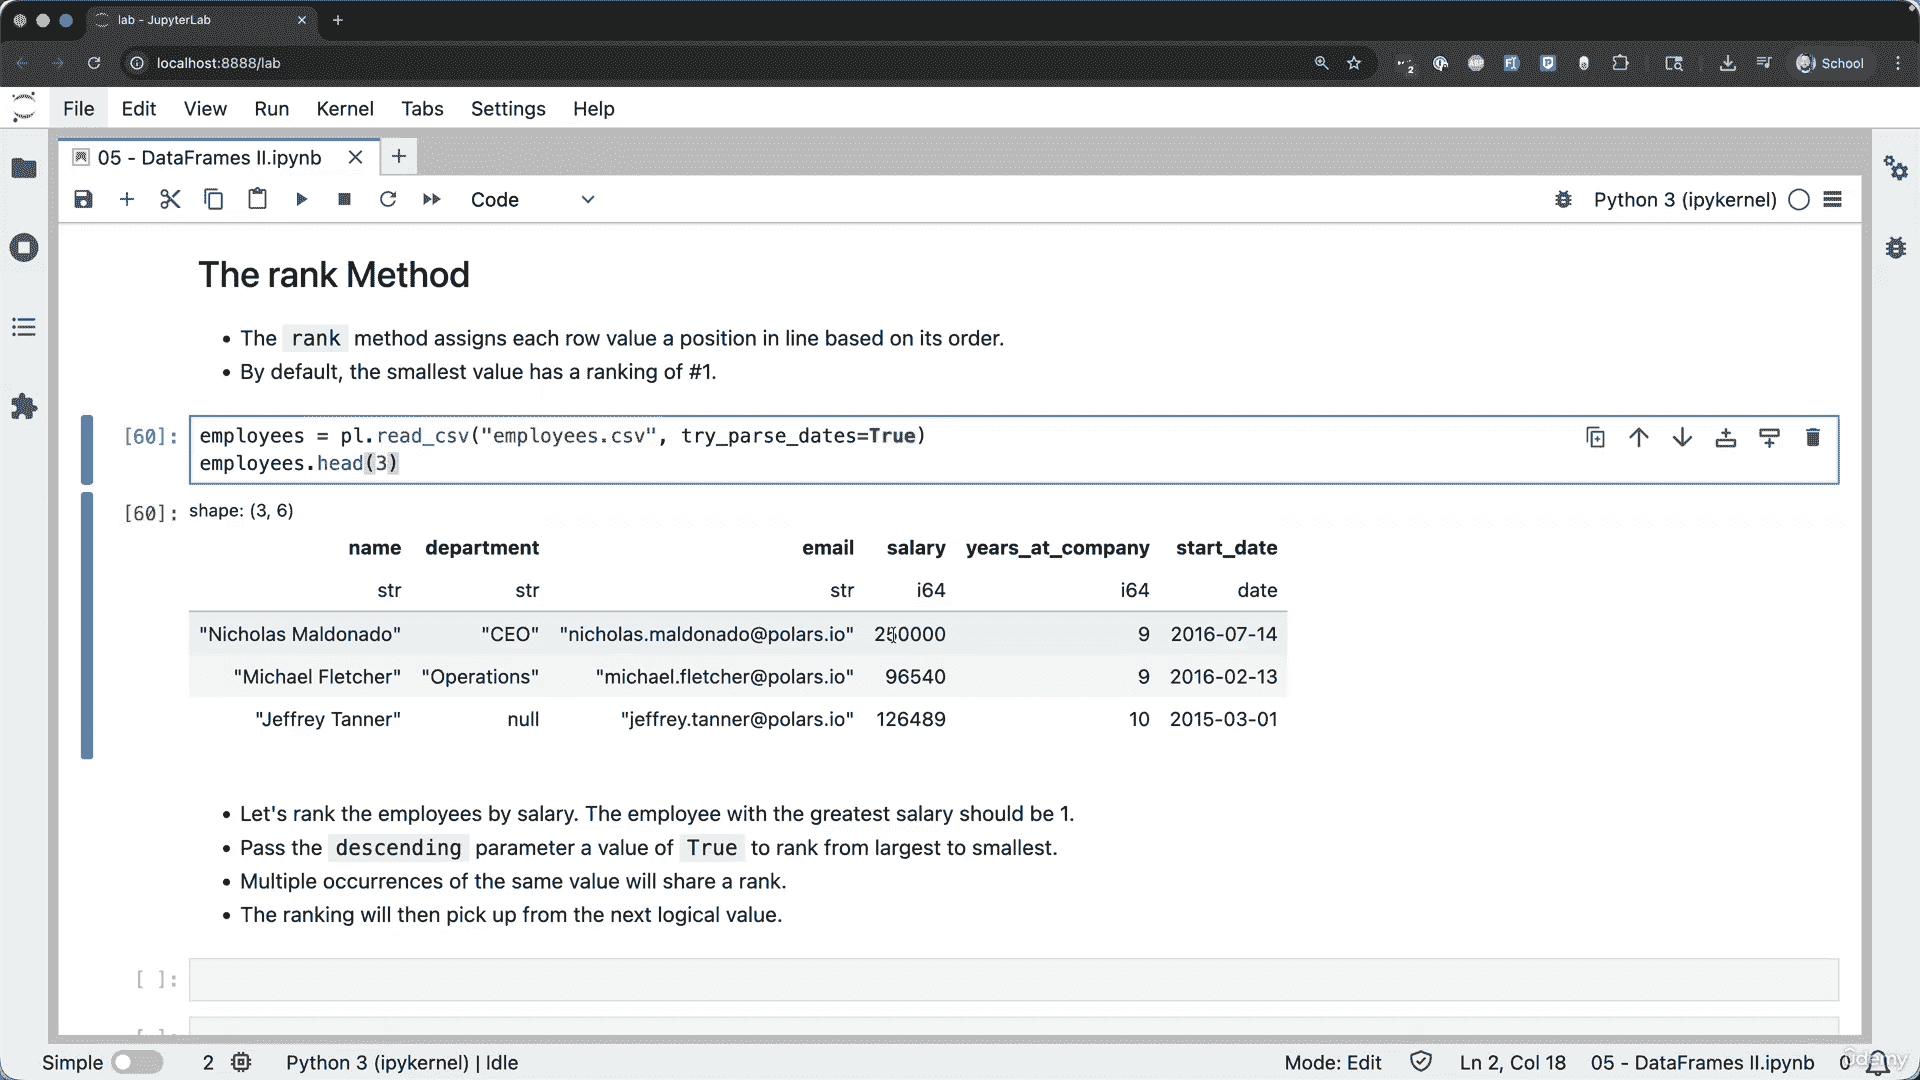 lab - JupyterLab
localhost:8888/lab
2
School
File Edit View Run Kernel Tabs Settings Help
05 - DataFrames II.ipynb
Code
Python 3 (ipykernel)
The rank Method
• The rank method assigns each row value a position in line based on its order.
• By default, the smallest value has a ranking of #1.
[60]: employees = pl.read_csv("employees.csv", try_parse_dates=True)
employees.head(3)
[60]: shape: (3, 6)
name department email salary years_at_company start_date
str str str i64 i64 date
"Nicholas Maldonado" "CEO" "nicholas.maldonado@polars.io" 250000 9 2016-07-14
"Michael Fletcher" "Operations" "michael.fletcher@polars.io" 96540 9 2016-02-13
"Jeffrey Tanner" null "jeffrey.tanner@polars.io" 126489 10 2015-03-01
• Let's rank the employees by salary. The employee with the greatest salary should be 1.
• Pass the descending parameter a value of True to rank from largest to smallest.
• Multiple occurrences of the same value will share a rank.
• The ranking will then pick up from the next logical value.
[ ]:
[ ]:
Simple 2 Python 3 (ipykernel) | Idle Mode: Edit Ln 2, Col 18 05 - DataFrames II.ipynb 0
ûdemy